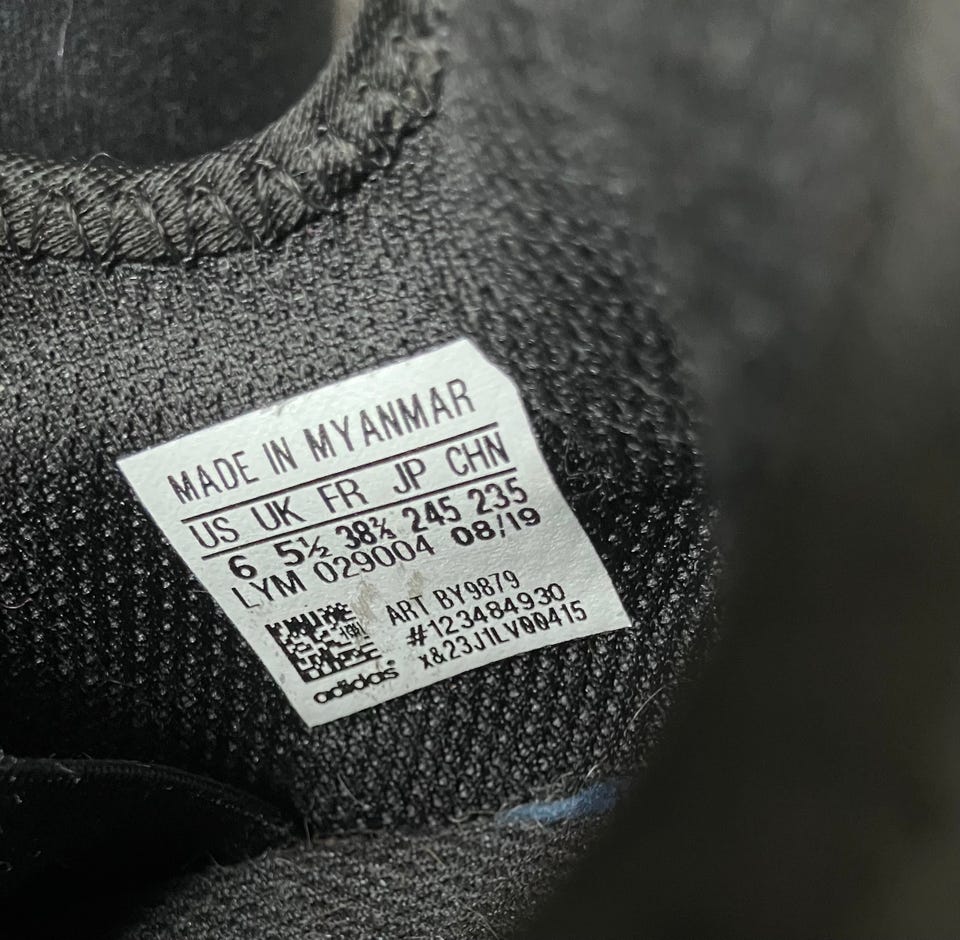 MADE IN MYANMAR
US UK FR JP CHN
6 5½ 38⅔ 245 235
LYM 029004 08/19
ART BY9879
#123484930
x&23J1LV00415
adidas